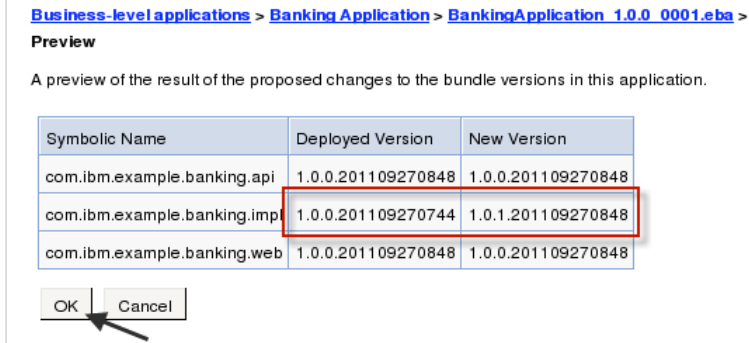 Business-level applications > Banking Application > BankingApplication_1.0.0_0001.eba >
Preview
A preview of the result of the proposed changes to the bundle versions in this application.
Symbolic Name Deployed Version New Version
com.ibm.example.banking.api 1.0.0.201109270848 1.0.0.201109270848
com.ibm.example.banking.impl 1.0.0.201109270744 1.0.1.201109270848
com.ibm.example.banking.web 1.0.0.201109270848 1.0.0.201109270848
OK Cancel